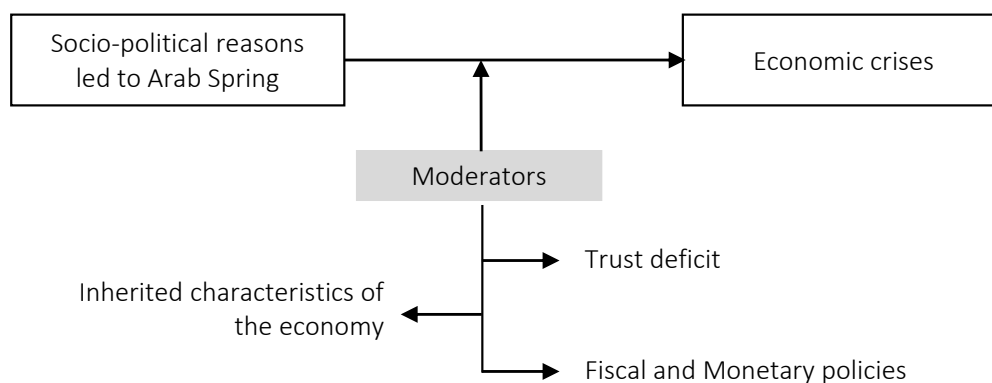 Socio-political reasons
led to Arab Spring
Economic crises
Moderators
Trust deficit
Inherited characteristics of
the economy
Fiscal and Monetary policies